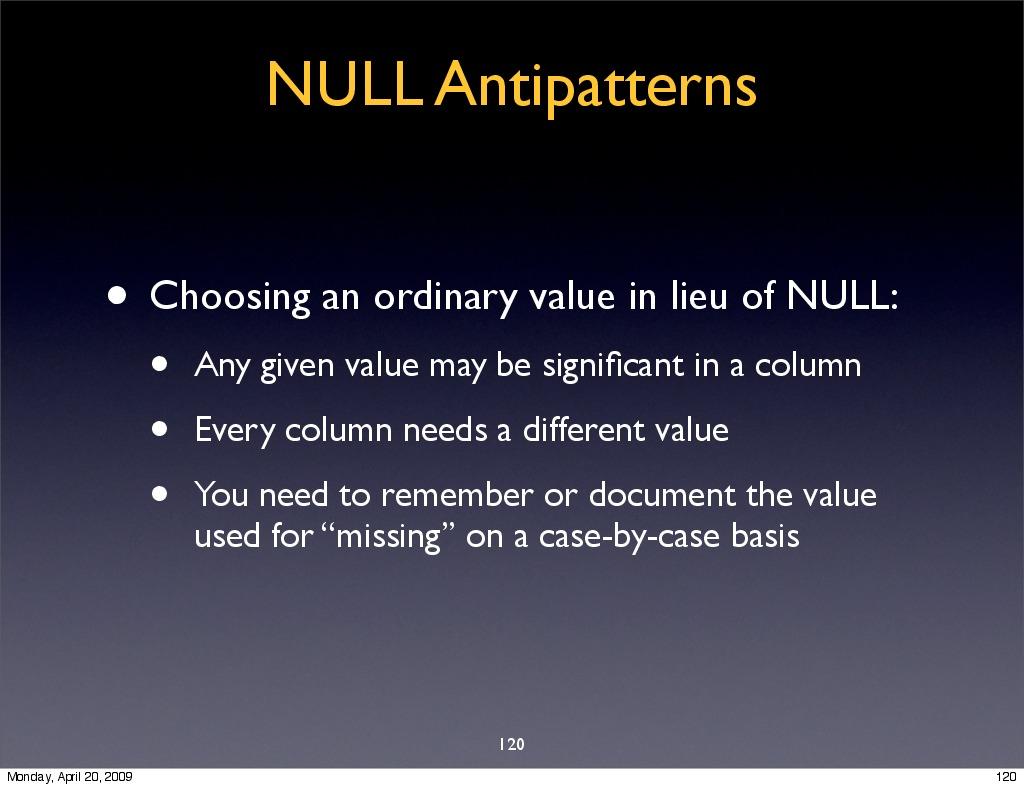 NULL Antipatterns
• Choosing an ordinary value in lieu of NULL:
• Any given value may be significant in a column
• Every column needs a different value
• You need to remember or document the value
used for “missing” on a case-by-case basis
120
Monday, April 20, 2009
120